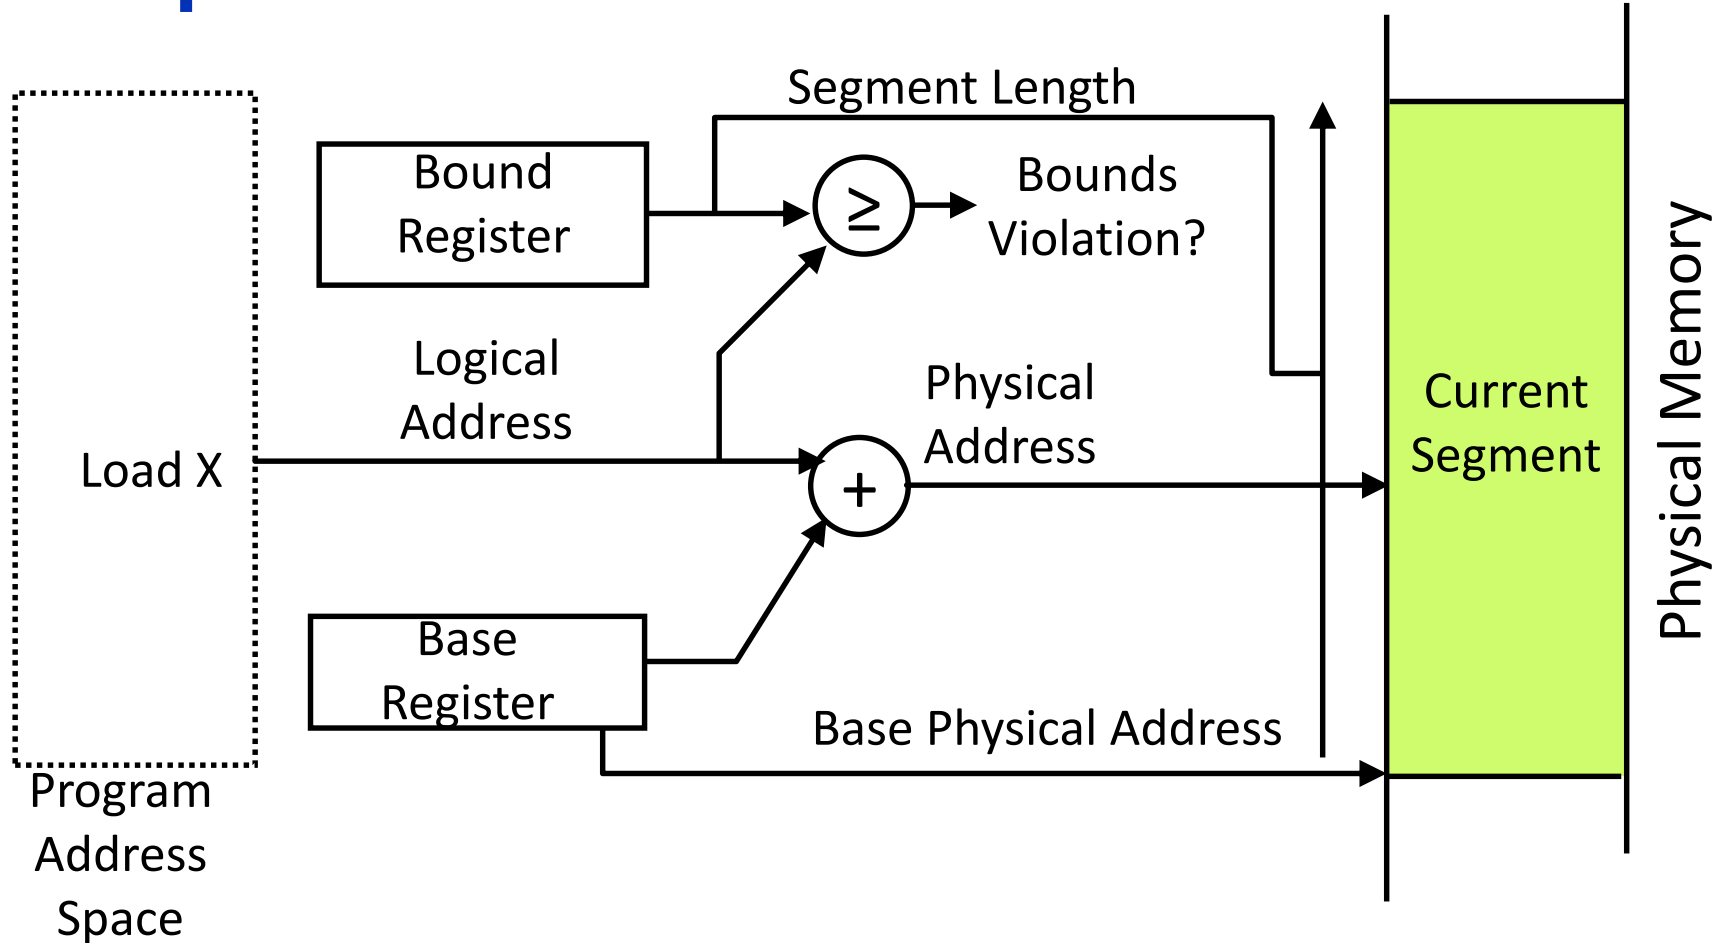 Segment Length
Bound
Register
≥
Bounds
Violation?
Logical
Address
Physical
Address
Load X
+
Current
Segment
Physical Memory
Base
Register
Base Physical Address
Program
Address
Space